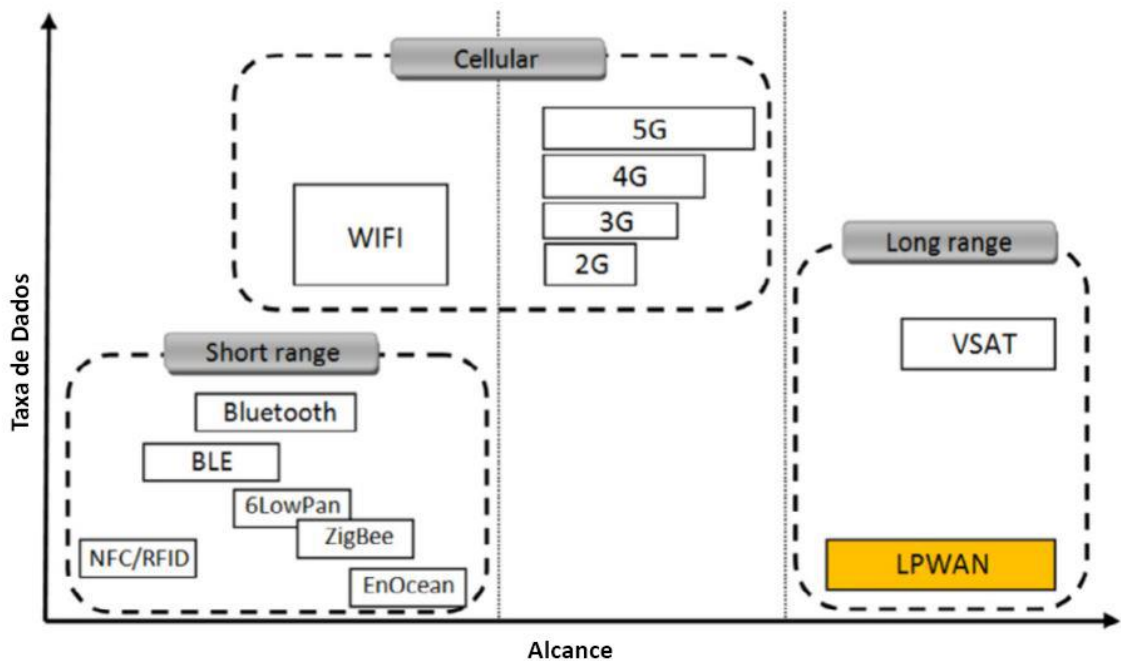 Cellular
5G
4G
3G
2G
WIFI
Long range
VSAT
LPWAN
Short range
Bluetooth
BLE
6LowPan
ZigBee
NFC/RFID
EnOcean
Taxa de Dados
Alcance